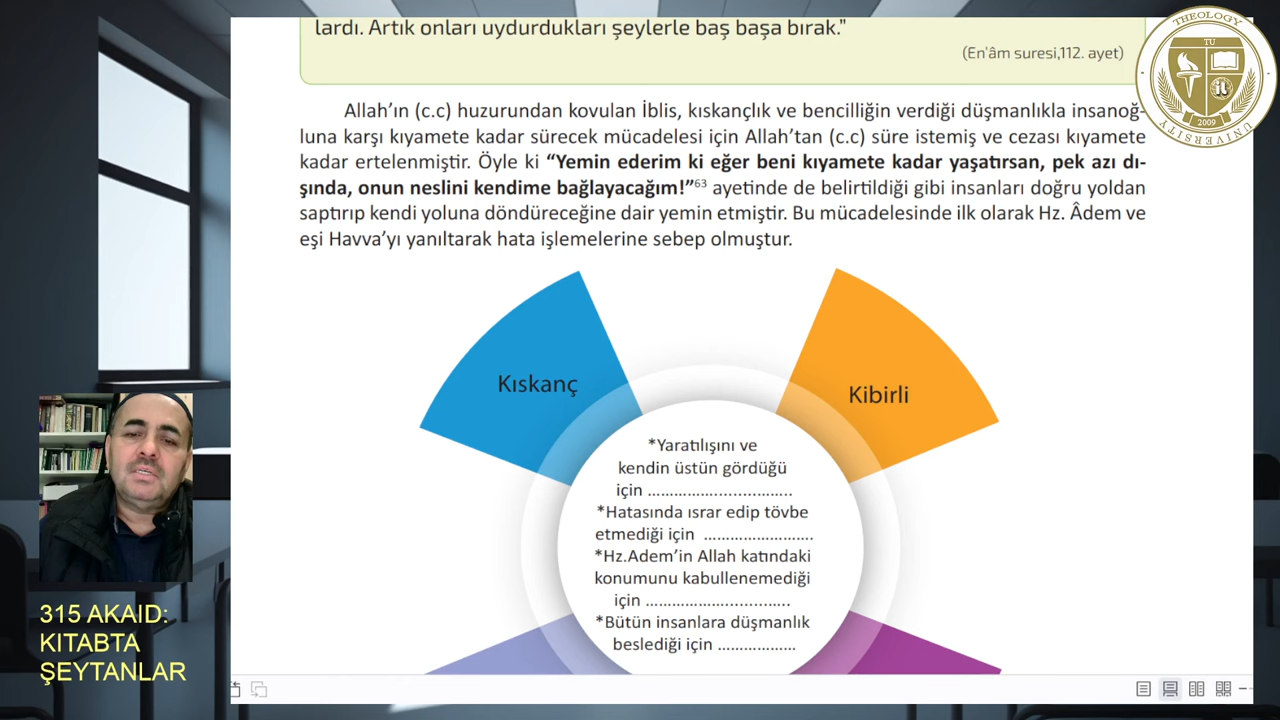 lardı. Artık onları uydurdukları şeylerle baş başa bırak.”
(En'âm suresi,112. ayet)
Allah’ın (c.c) huzurundan kovulan İblis, kıskançlık ve bencilliğin verdiği düşmanlıkla insanoğ-
luna karşı kıyamete kadar sürecek mücadelesi için Allah’tan (c.c) süre istemiş ve cezası kıyamete
kadar ertelenmiştir. Öyle ki “Yemin ederim ki eğer beni kıyamete kadar yaşatırsan, pek azı dı-
şında, onun neslini kendime bağlayacağım!”63 ayetinde de belirtildiği gibi insanları doğru yoldan
saptırıp kendi yoluna döndüreceğine dair yemin etmiştir. Bu mücadelesinde ilk olarak Hz. Âdem ve
eşi Havva’yı yanıltarak hata işlemelerine sebep olmuştur.
Kıskanç
Kibirli
*Yaratılışını ve
kendin üstün gördüğü
için ................................
*Hatasında ısrar edip tövbe
etmediği için ........................
*Hz.Adem’in Allah katındaki
konumunu kabullenemediği
için ................................
*Bütün insanlara düşmanlık
beslediği için ..................
THEOLOGY
TU
it
2009
UNIVERSITY
315 AKAID:
KITABTA
ŞEYTANLAR